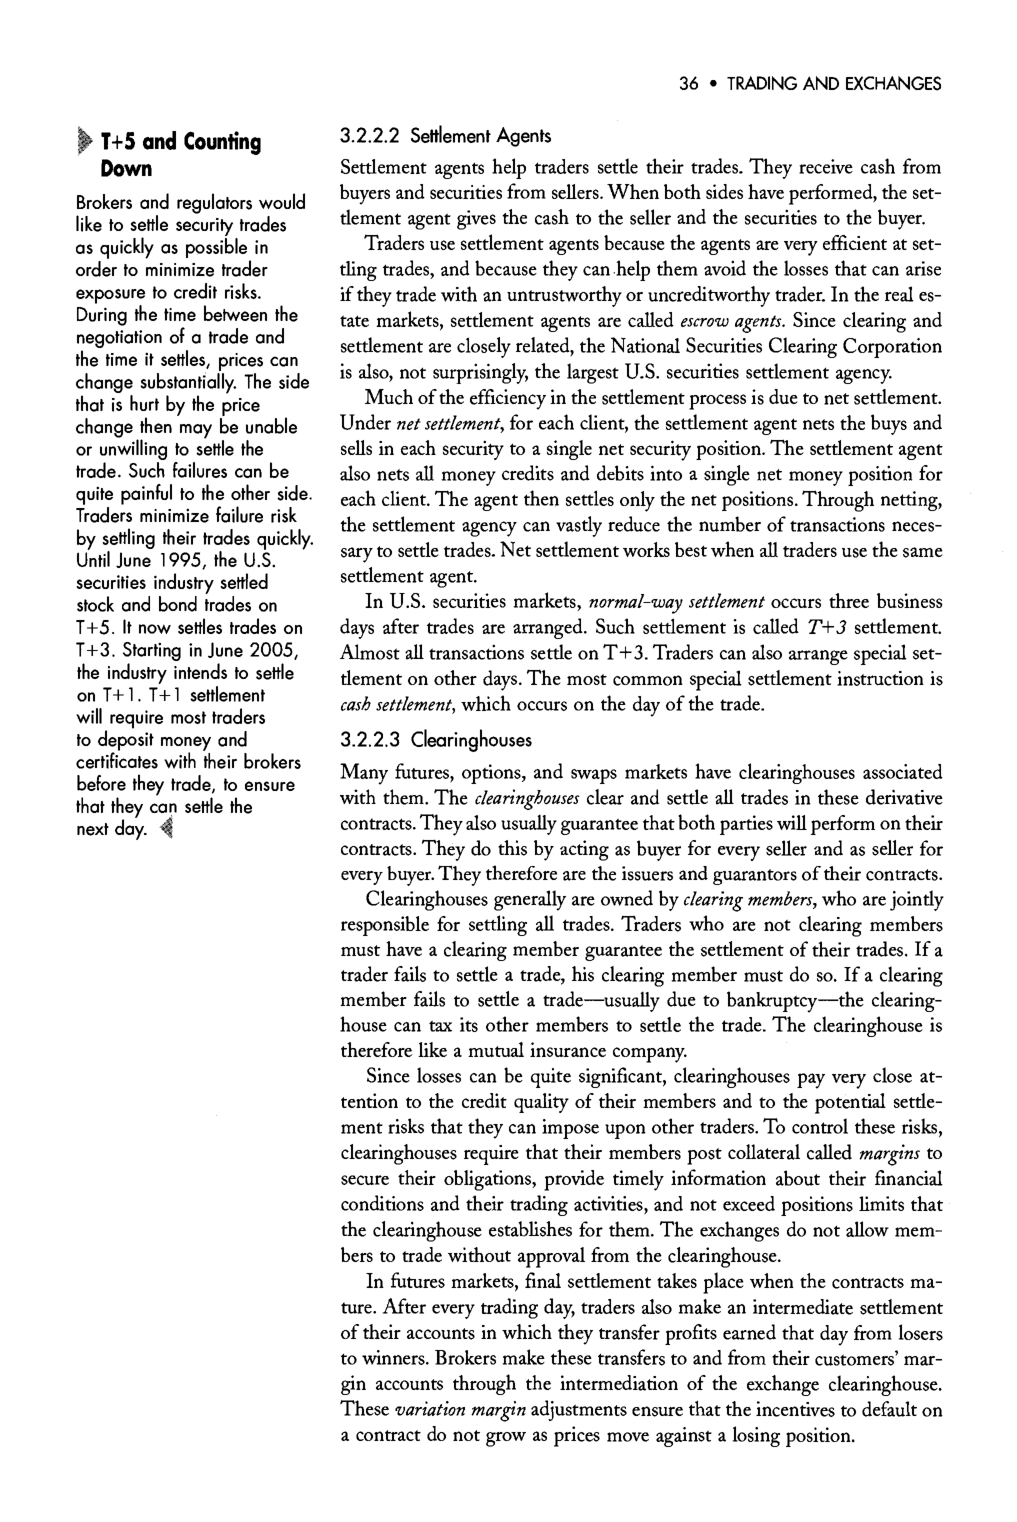 36 • TRADING AND EXCHANGES
T+5 and Counting
Down
Brokers and regulators would
like to settle security trades
as quickly as possible in
order to minimize trader
exposure to credit risks.
During the time between the
negotiation of a trade and
the time it settles, prices can
change substantially. The side
that is hurt by the price
change then may be unable
or unwilling to settle the
trade. Such failures can be
quite painful to the other side.
Traders minimize failure risk
by settling their trades quickly.
Until June 1995, the U.S.
securities industry settled
stock and bond trades on
T+5. It now settles trades on
T+3. Starting in June 2005,
the industry intends to settle
on T+1. T+1 settlement
will require most traders
to deposit money and
certificates with their brokers
before they trade, to ensure
that they can settle the
next day.
3.2.2.2 Settlement Agents
Settlement agents help traders settle their trades. They receive cash from
buyers and securities from sellers. When both sides have performed, the set-
tlement agent gives the cash to the seller and the securities to the buyer.
Traders use settlement agents because the agents are very efficient at set-
tling trades, and because they can help them avoid the losses that can arise
if they trade with an untrustworthy or uncreditworthy trader. In the real es-
tate markets, settlement agents are called escrow agents. Since clearing and
settlement are closely related, the National Securities Clearing Corporation
is also, not surprisingly, the largest U.S. securities settlement agency.
Much of the efficiency in the settlement process is due to net settlement.
Under net settlement, for each client, the settlement agent nets the buys and
sells in each security to a single net security position. The settlement agent
also nets all money credits and debits into a single net money position for
each client. The agent then settles only the net positions. Through netting,
the settlement agency can vastly reduce the number of transactions neces-
sary to settle trades. Net settlement works best when all traders use the same
settlement agent.
In U.S. securities markets, normal-way settlement occurs three business
days after trades are arranged. Such settlement is called T+3 settlement.
Almost all transactions settle on T+3. Traders can also arrange special set-
tlement on other days. The most common special settlement instruction is
cash settlement, which occurs on the day of the trade.
3.2.2.3 Clearinghouses
Many futures, options, and swaps markets have clearinghouses associated
with them. The clearinghouses clear and settle all trades in these derivative
contracts. They also usually guarantee that both parties will perform on their
contracts. They do this by acting as buyer for every seller and as seller for
every buyer. They therefore are the issuers and guarantors of their contracts.
Clearinghouses generally are owned by clearing members, who are jointly
responsible for settling all trades. Traders who are not clearing members
must have a clearing member guarantee the settlement of their trades. If a
trader fails to settle a trade, his clearing member must do so. If a clearing
member fails to settle a trade—usually due to bankruptcy—the clearing-
house can tax its other members to settle the trade. The clearinghouse is
therefore like a mutual insurance company.
Since losses can be quite significant, clearinghouses pay very close at-
tention to the credit quality of their members and to the potential settle-
ment risks that they can impose upon other traders. To control these risks,
clearinghouses require that their members post collateral called margins to
secure their obligations, provide timely information about their financial
conditions and their trading activities, and not exceed positions limits that
the clearinghouse establishes for them. The exchanges do not allow mem-
bers to trade without approval from the clearinghouse.
In futures markets, final settlement takes place when the contracts ma-
ture. After every trading day, traders also make an intermediate settlement
of their accounts in which they transfer profits earned that day from losers
to winners. Brokers make these transfers to and from their customers' mar-
gin accounts through the intermediation of the exchange clearinghouse.
These variation margin adjustments ensure that the incentives to default on
a contract do not grow as prices move against a losing position.